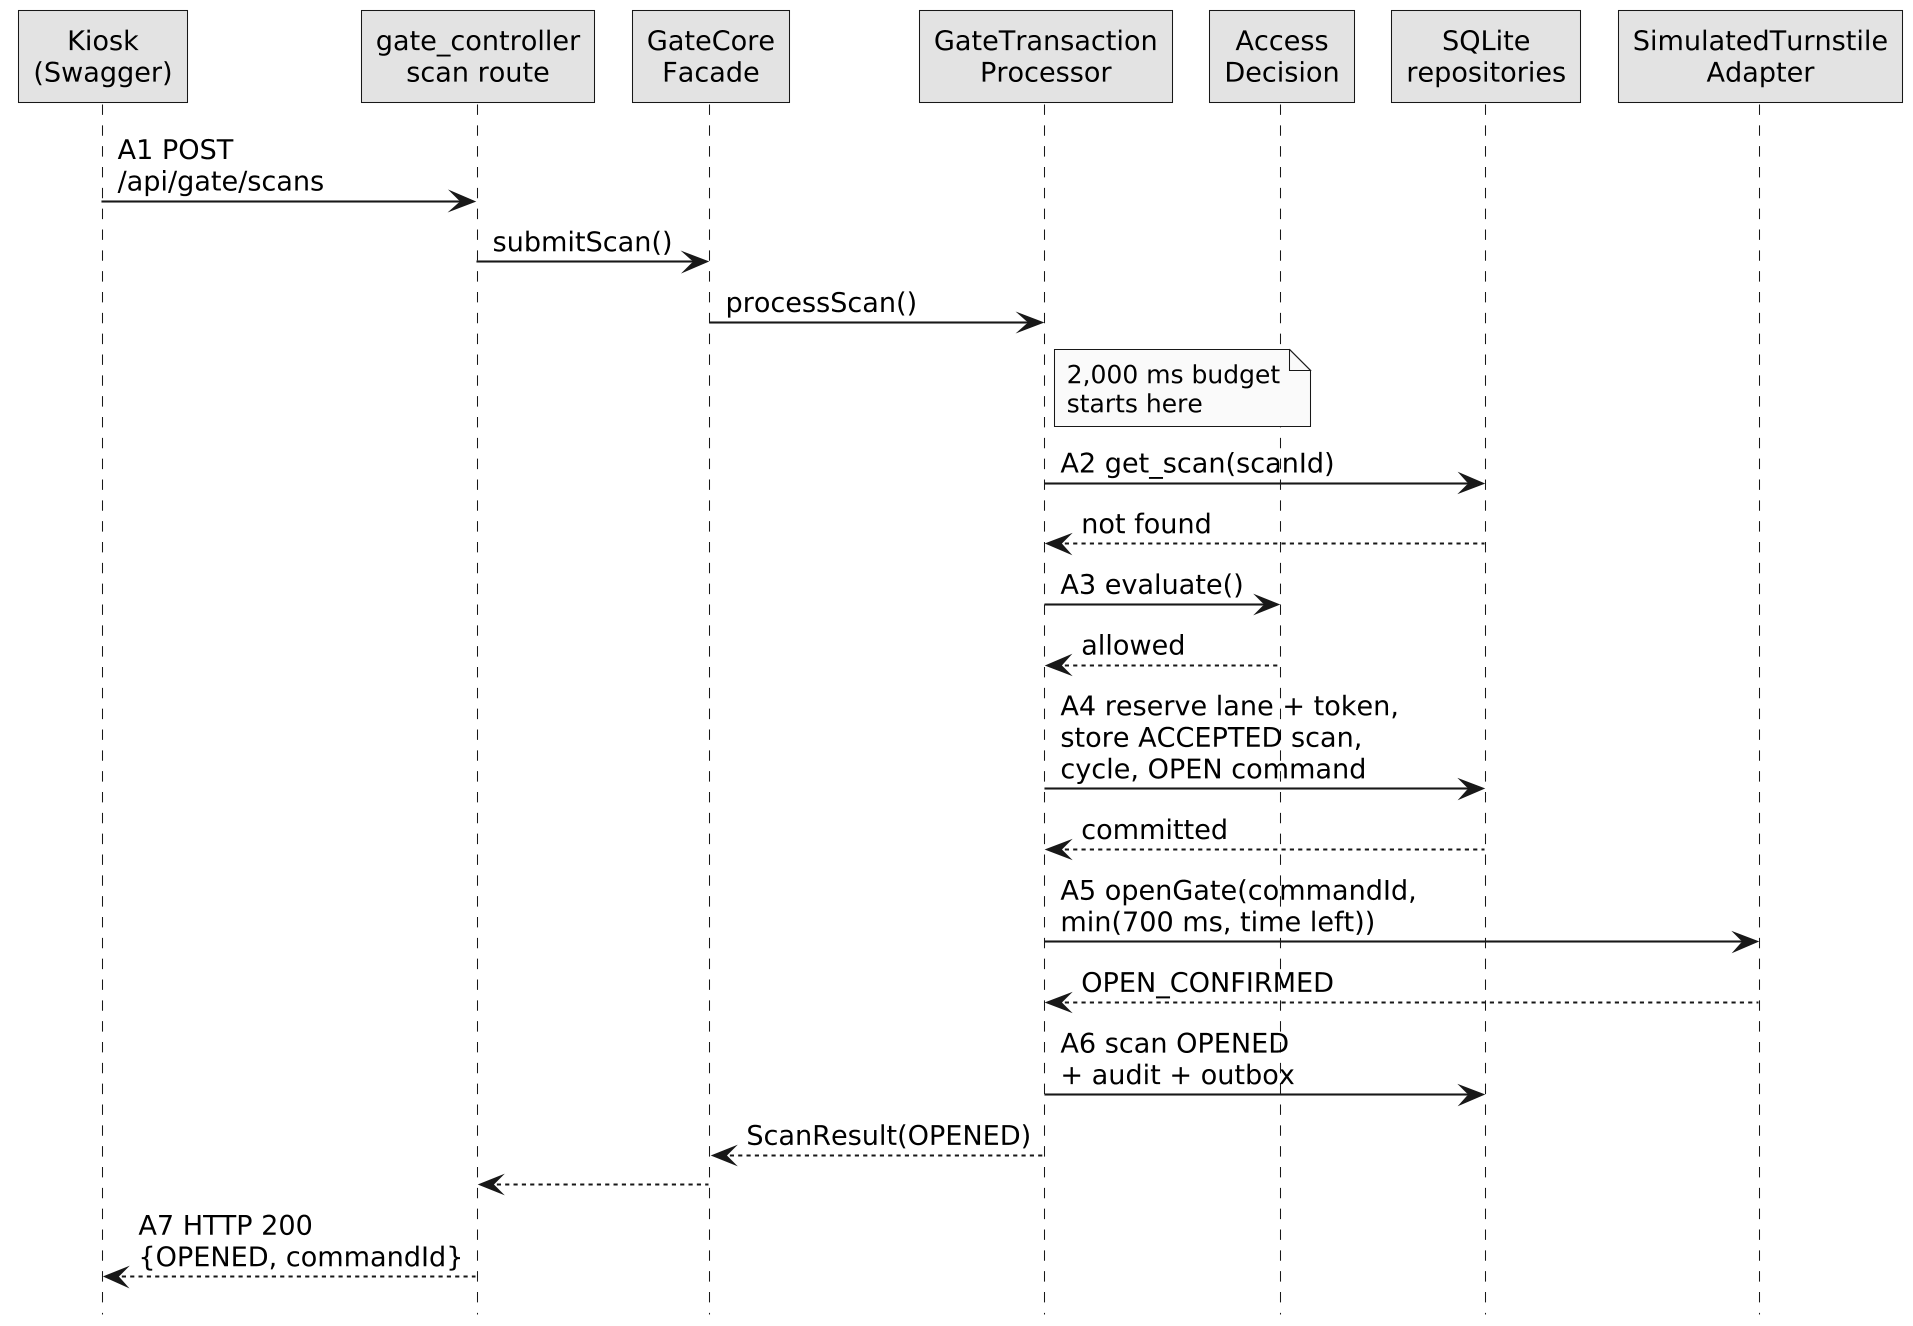 Kiosk
(Swagger)
gate_controller
scan route
GateCore
Facade
GateTransaction
Processor
Access
Decision
SQLite
repositories
SimulatedTurnstile
Adapter
A1 POST
/api/gate/scans
submitScan()
processScan()
2,000 ms budget
starts here
A2 get_scan(scanId)
not found
A3 evaluate()
allowed
A4 reserve lane + token,
store ACCEPTED scan,
cycle, OPEN command
committed
A5 openGate(commandId,
min(700 ms, time left))
OPEN_CONFIRMED
A6 scan OPENED
+ audit + outbox
ScanResult(OPENED)
A7 HTTP 200
{OPENED, commandId}